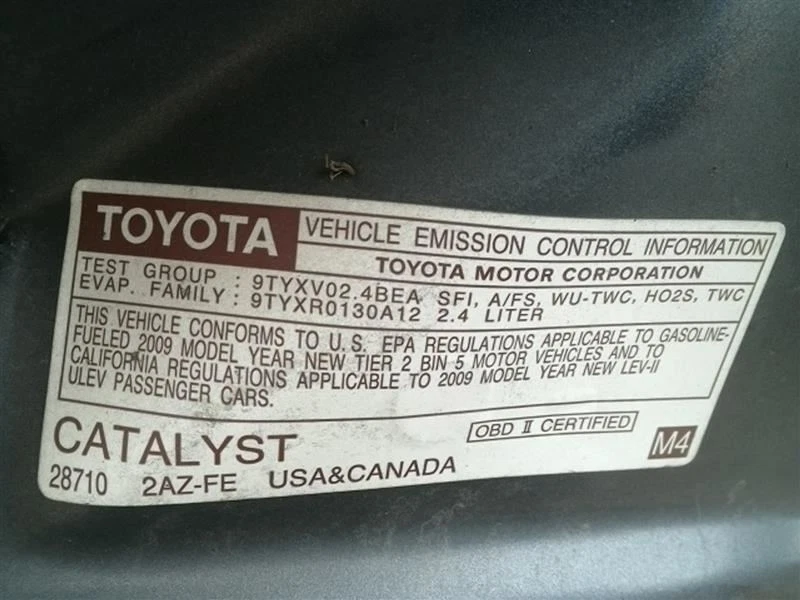 TOYOTA
VEHICLE EMISSION CONTROL INFORMATION
TOYOTA MOTOR CORPORATION
TEST GROUP : 9TYXV02.4BEA SFI, A/FS, WU-TWC, HO2S, TWC
EVAP. FAMILY : 9TYXR0130A12 2.4 LITER
THIS VEHICLE CONFORMS TO U.S. EPA REGULATIONS APPLICABLE TO GASOLINE-
FUELED 2009 MODEL YEAR NEW TIER 2 BIN 5 MOTOR VEHICLES AND TO
CALIFORNIA REGULATIONS APPLICABLE TO 2009 MODEL YEAR NEW LEV-II
ULEV PASSENGER CARS.
CATALYST
OBD II CERTIFIED
M4
28710 2AZ-FE USA&CANADA